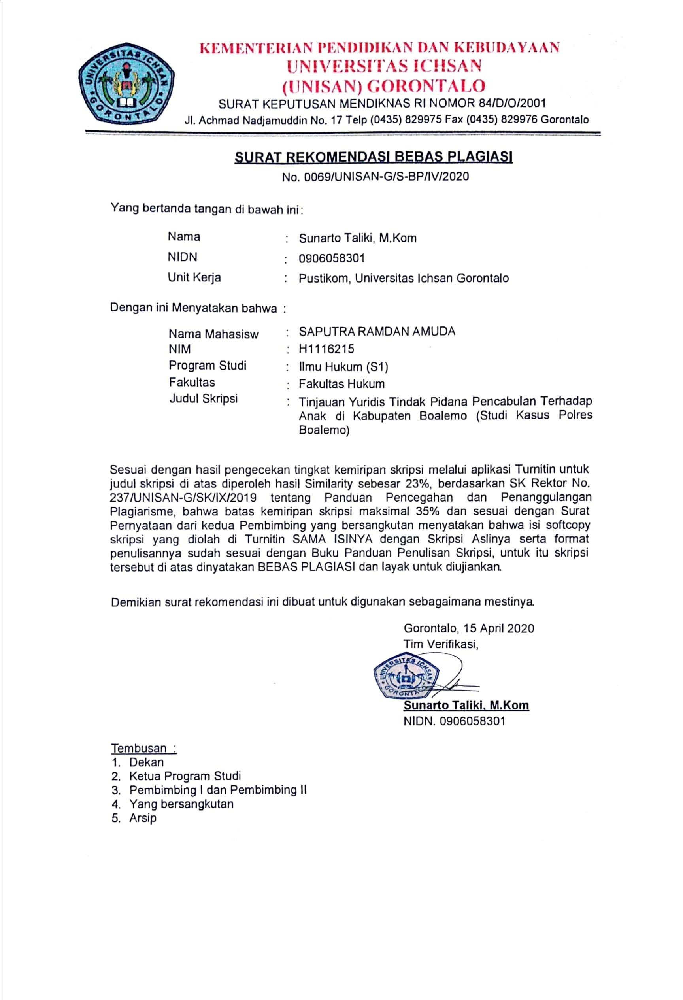 UNIVERSITAS ICHSAN
GORONTALO
KEMENTERIAN PENDIDIKAN DAN KEBUDAYAAN
UNIVERSITAS ICHSAN
(UNISAN) GORONTALO
SURAT KEPUTUSAN MENDIKNAS RI NOMOR 84/D/O/2001
Jl. Achmad Nadjamuddin No. 17 Telp (0435) 829975 Fax (0435) 829976 Gorontalo
SURAT REKOMENDASI BEBAS PLAGIASI
No. 0069/UNISAN-G/S-BP/IV/2020
Yang bertanda tangan di bawah ini :
Nama : Sunarto Taliki, M.Kom
NIDN : 0906058301
Unit Kerja : Pustikom, Universitas Ichsan Gorontalo
Dengan ini Menyatakan bahwa :
Nama Mahasisw : SAPUTRA RAMDAN AMUDA
NIM : H1116215
Program Studi : Ilmu Hukum (S1)
Fakultas : Fakultas Hukum
Judul Skripsi : Tinjauan Yuridis Tindak Pidana Pencabulan Terhadap
Anak di Kabupaten Boalemo (Studi Kasus Polres
Boalemo)
Sesuai dengan hasil pengecekan tingkat kemiripan skripsi melalui aplikasi Turnitin untuk
judul skripsi di atas diperoleh hasil Similarity sebesar 23%, berdasarkan SK Rektor No.
237/UNISAN-G/SK/IX/2019 tentang Panduan Pencegahan dan Penanggulangan
Plagiarisme, bahwa batas kemiripan skripsi maksimal 35% dan sesuai dengan Surat
Pernyataan dari kedua Pembimbing yang bersangkutan menyatakan bahwa isi softcopy
skripsi yang diolah di Turnitin SAMA ISINYA dengan Skripsi Aslinya serta format
penulisannya sudah sesuai dengan Buku Panduan Penulisan Skripsi, untuk itu skripsi
tersebut di atas dinyatakan BEBAS PLAGIASI dan layak untuk diujiankan.
Demikian surat rekomendasi ini dibuat untuk digunakan sebagaimana mestinya.
Gorontalo, 15 April 2020
Tim Verifikasi,
UNIVERSITAS ICHSAN
GORONTALO
Sunarto Taliki, M.Kom
NIDN. 0906058301
Tembusan :
1. Dekan
2. Ketua Program Studi
3. Pembimbing I dan Pembimbing II
4. Yang bersangkutan
5. Arsip